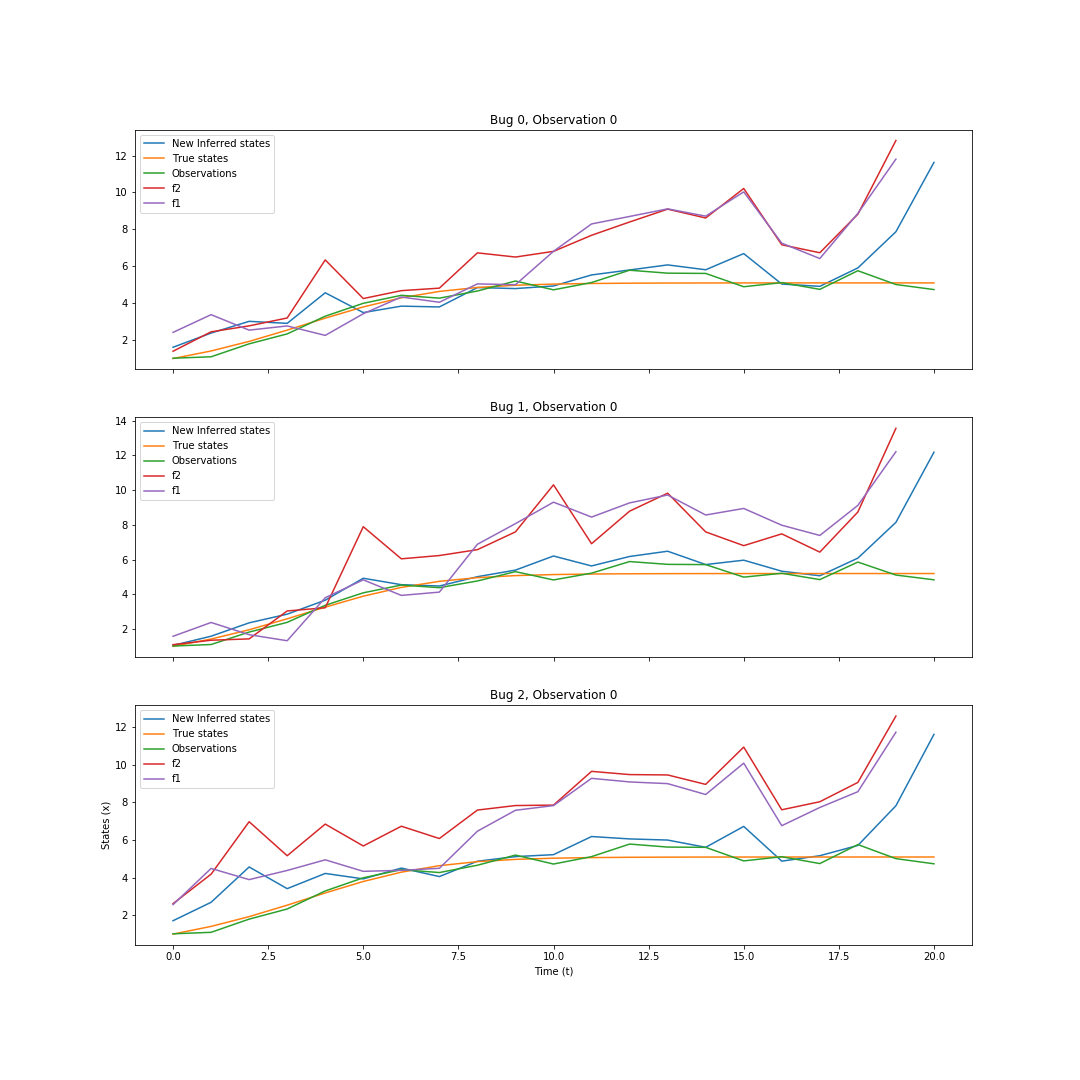 Bug 0, Observation 0
New Inferred states
True states
Observations
f2
f1
12
10
8
6
4
2
Bug 1, Observation 0
New Inferred states
True states
Observations
f2
f1
14
12
10
8
6
4
2
Bug 2, Observation 0
New Inferred states
True states
Observations
f2
f1
12
10
8
6
4
2
States (x)
0.0 2.5 5.0 7.5 10.0 12.5 15.0 17.5 20.0
Time (t)